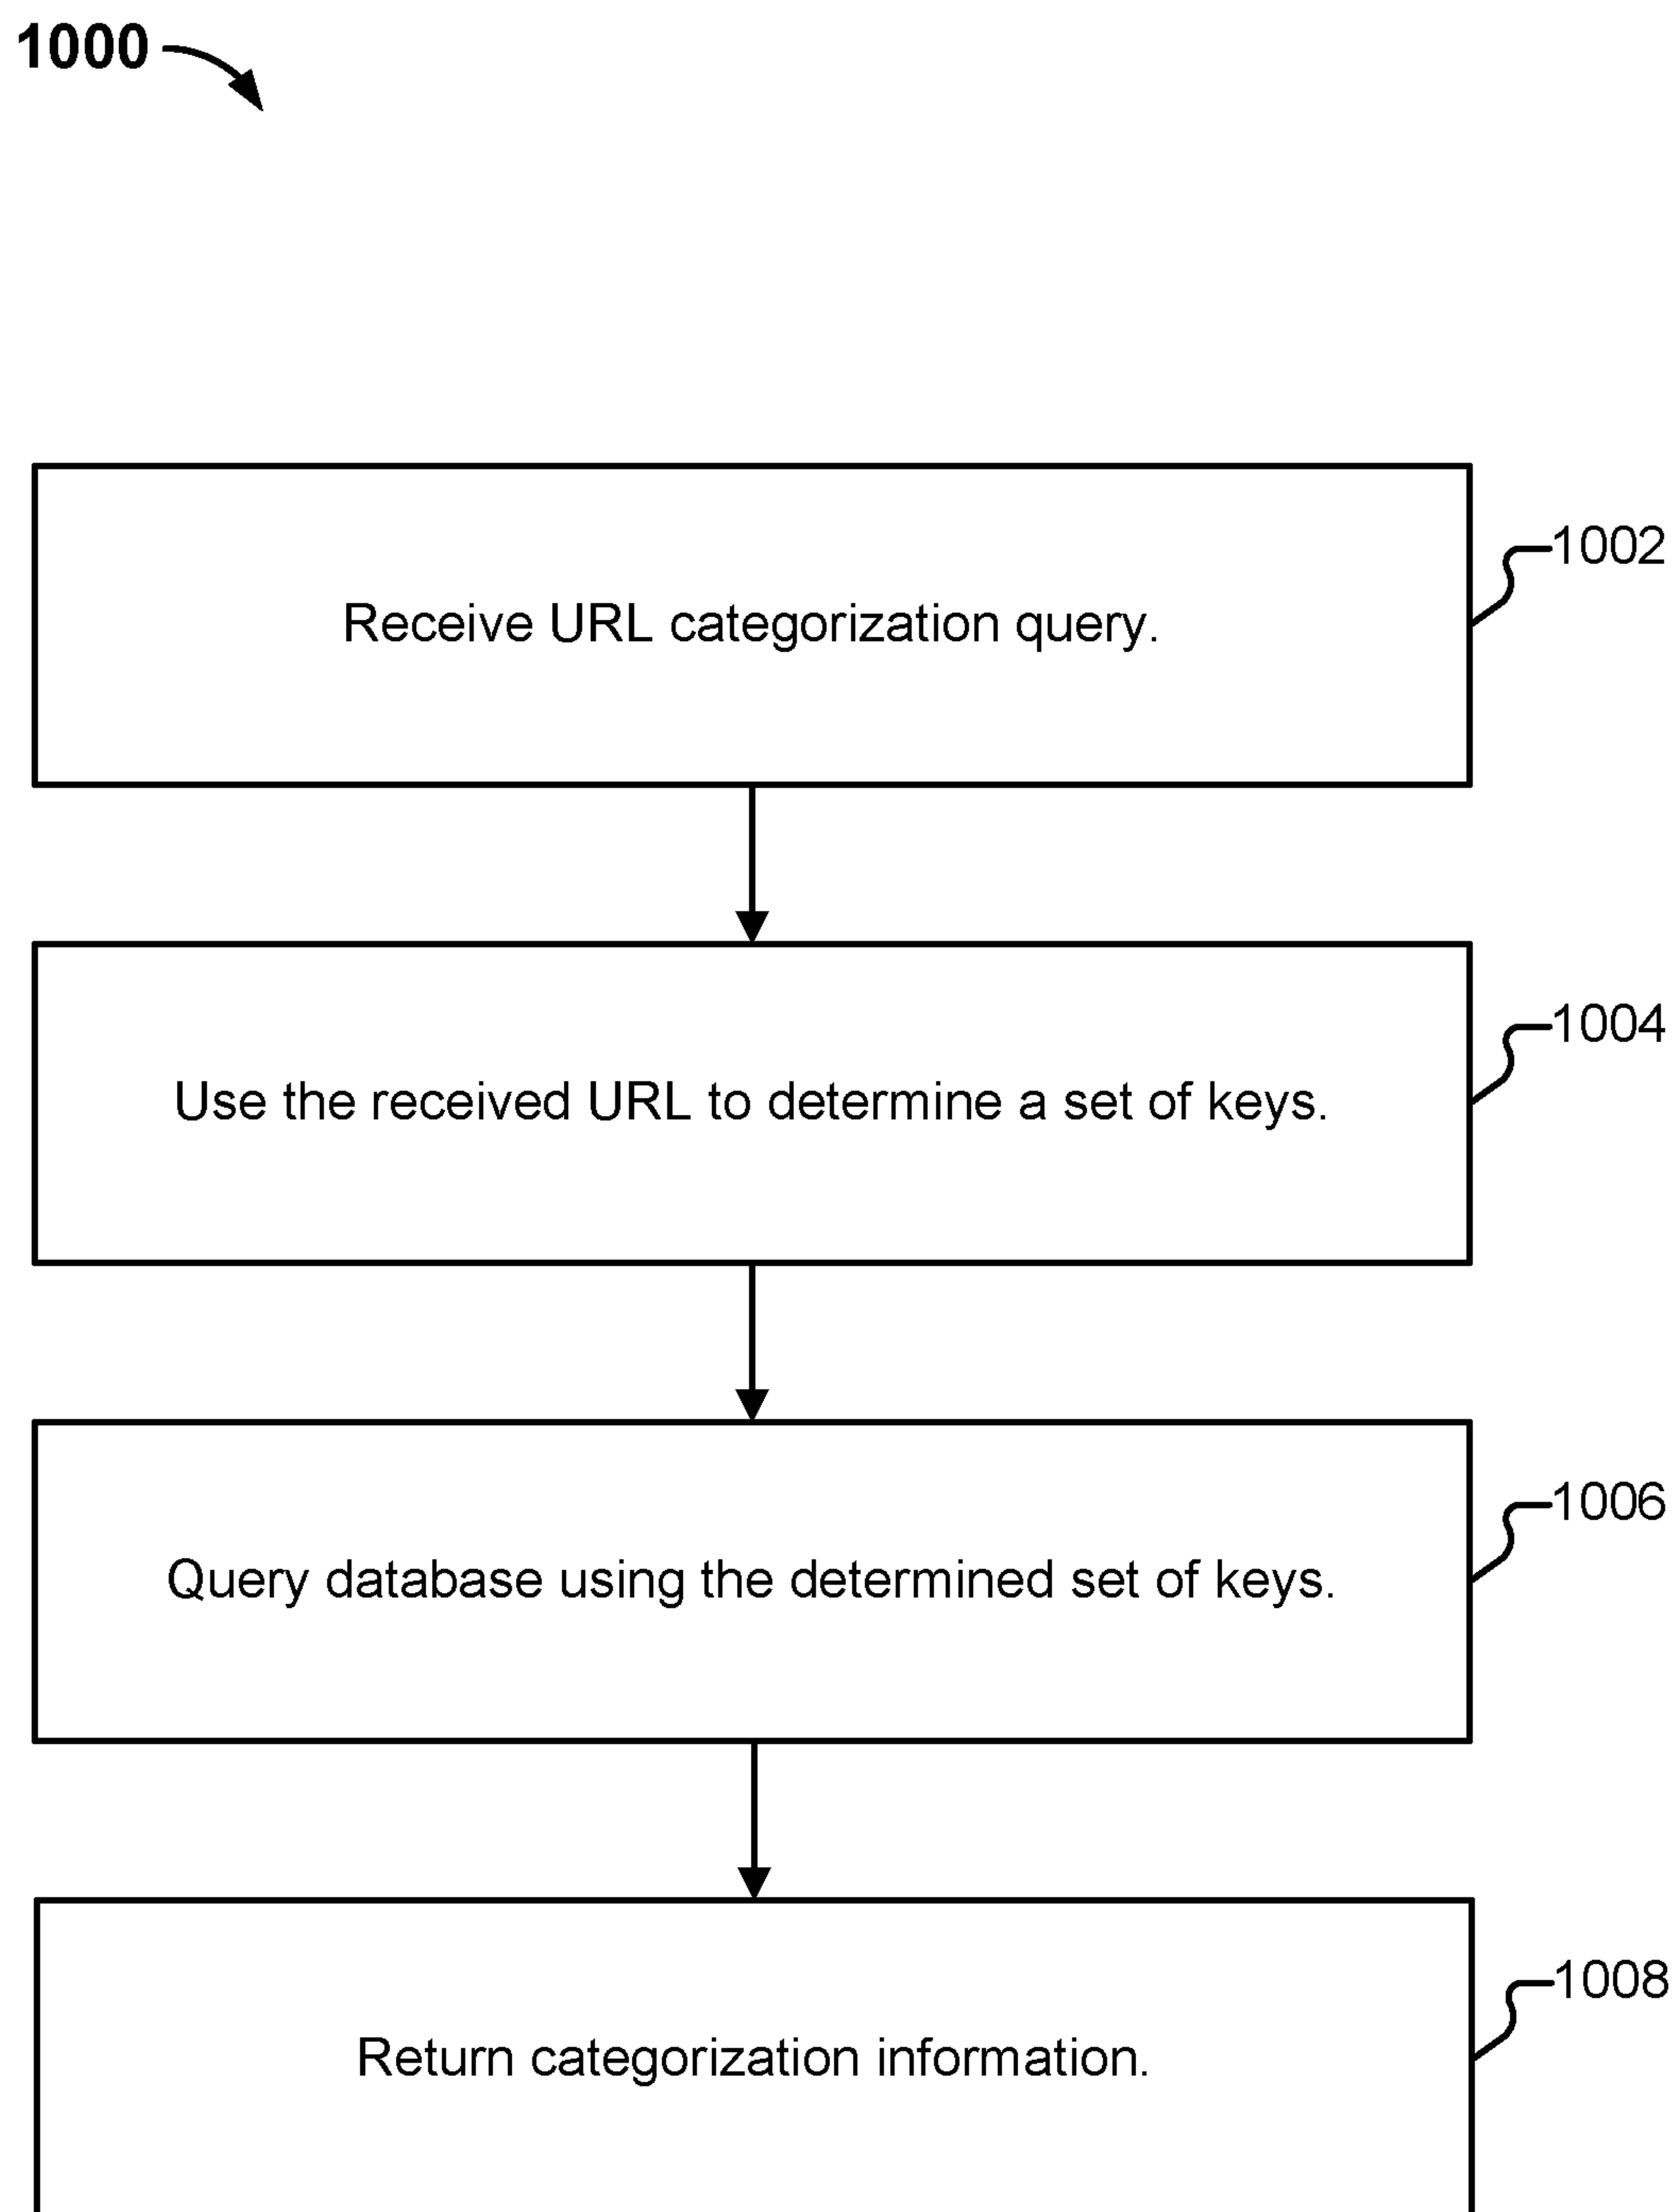 1000
Receive URL categorization query.
1002
Use the received URL to determine a set of keys.
1004
Query database using the determined set of keys.
1006
Return categorization information.
1008